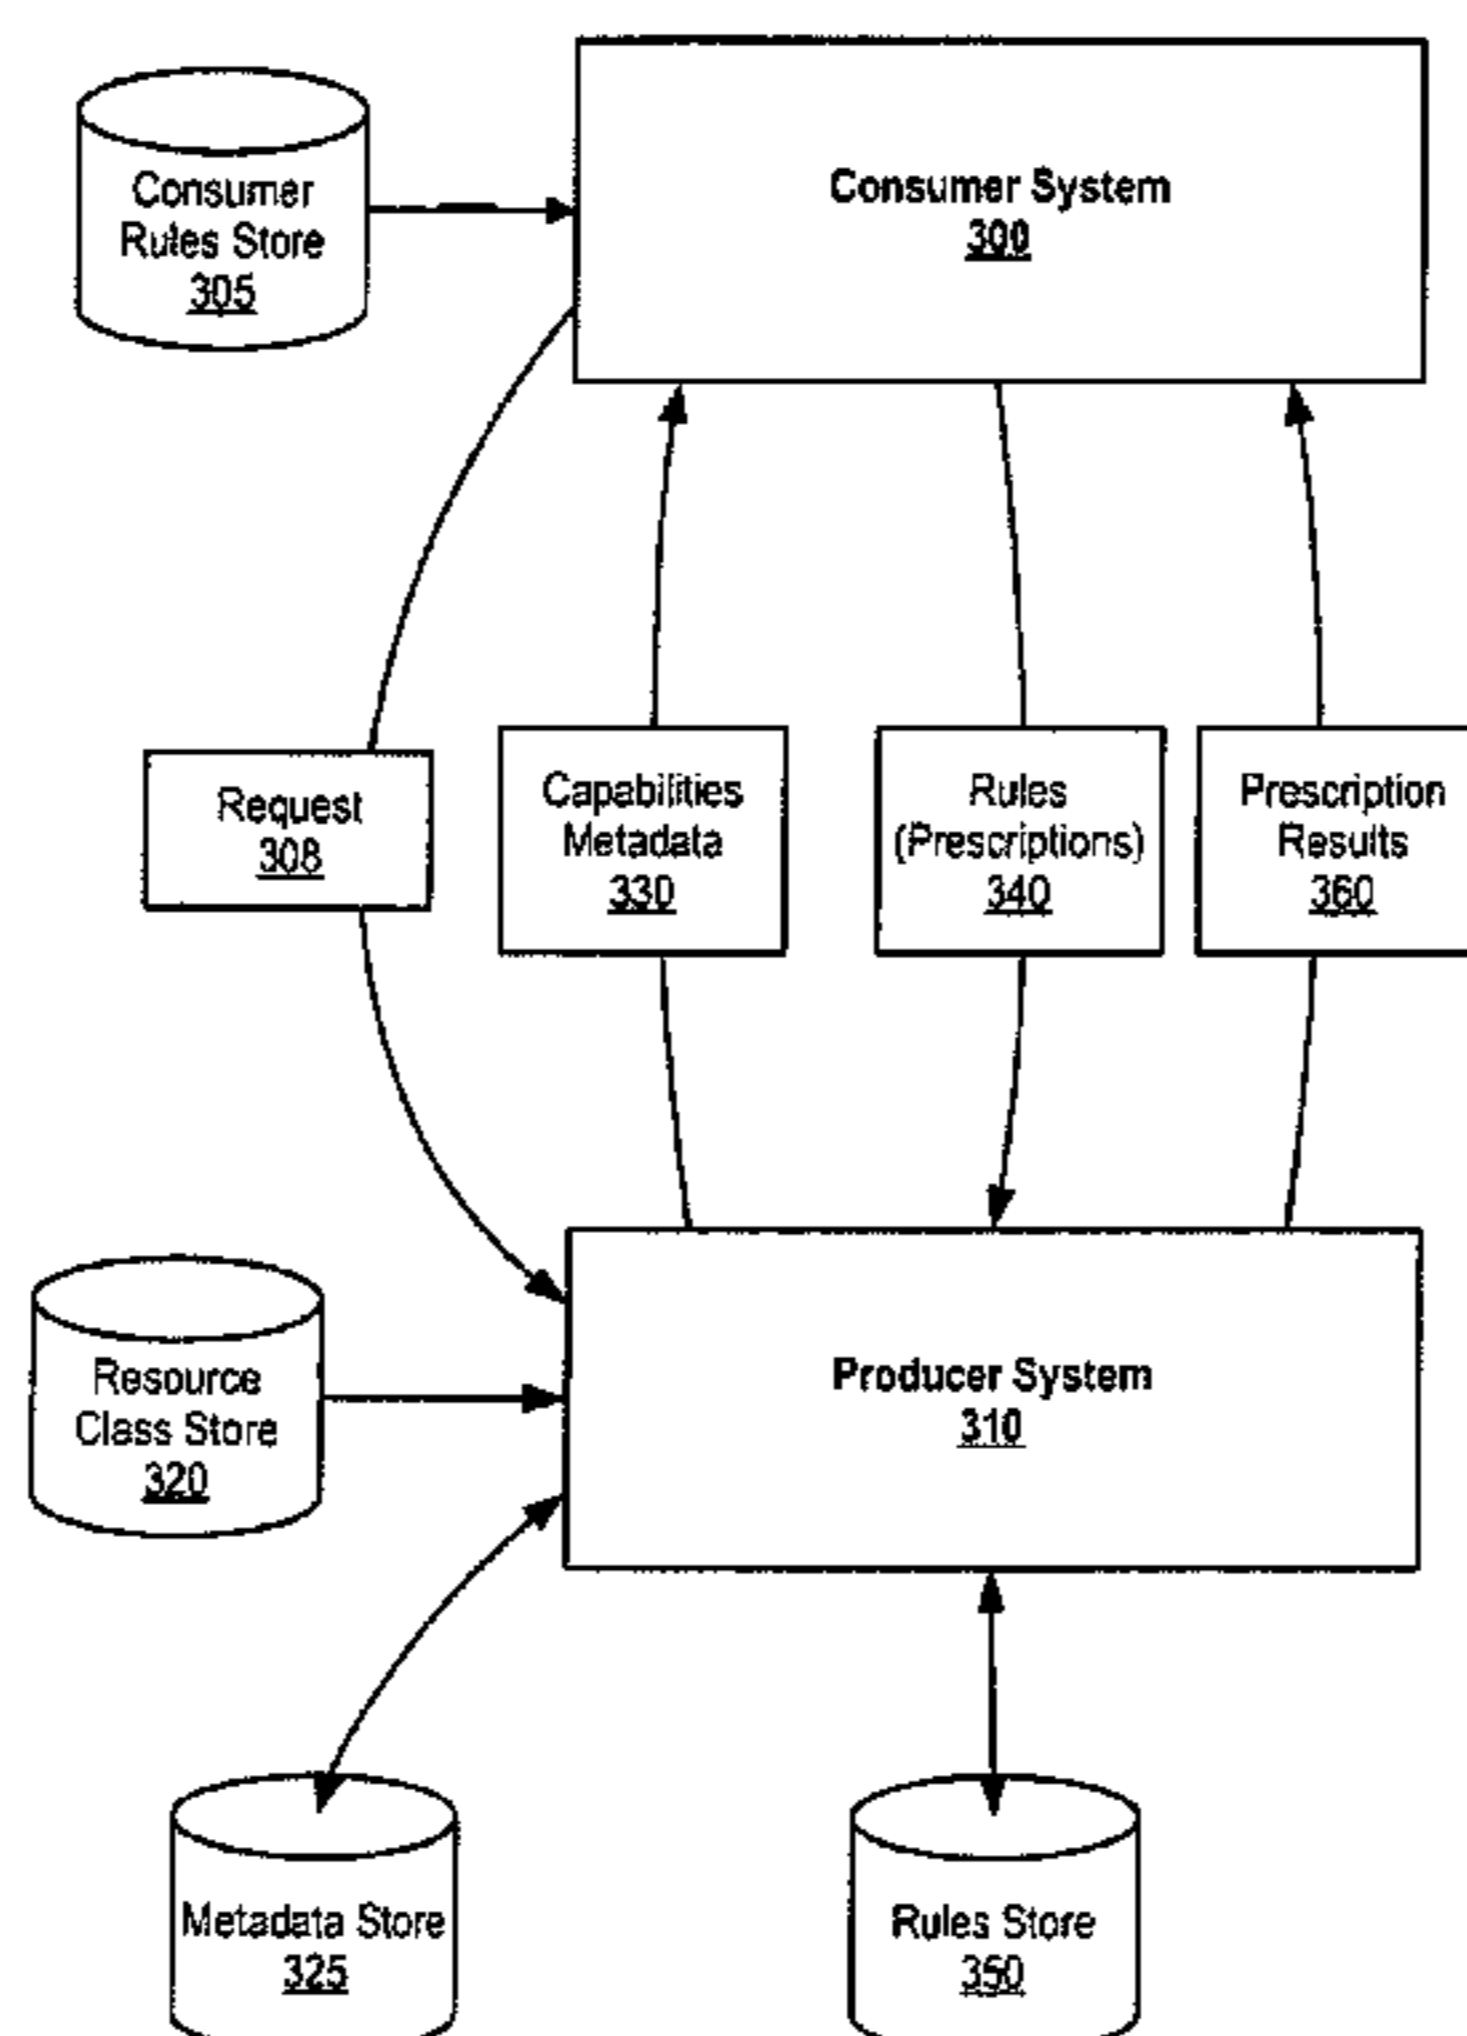 Consumer
Rules Store
305
Consumer System
300
Request
308
Capabilities
Metadata
330
Rules
(Prescriptions)
340
Prescription
Results
360
Resource
Class Store
320
Producer System
310
Metadata Store
325
Rules Store
350